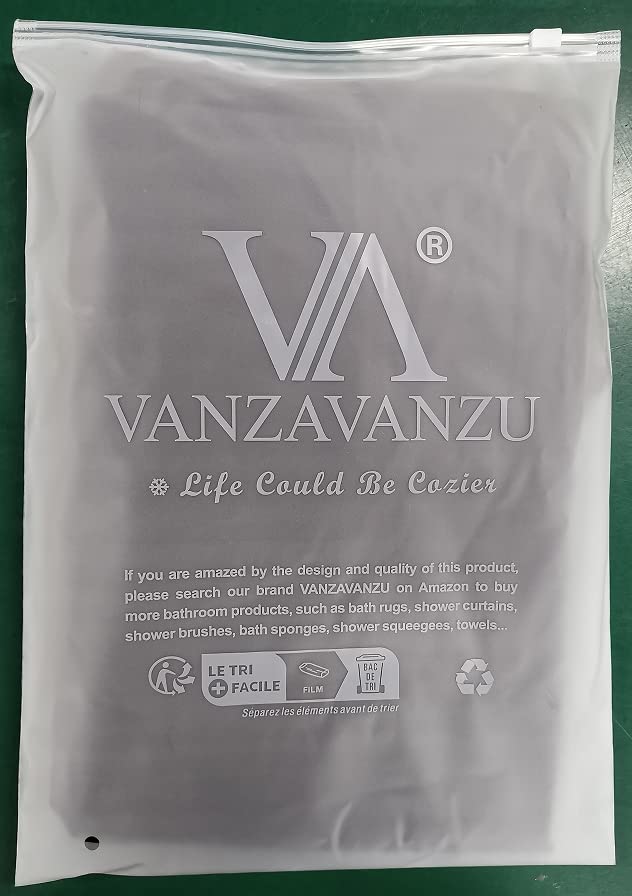 VA®
VANZAVANZU
Life Could Be Cozier
If you are amazed by the design and quality of this product,
please search our brand VANZAVANZU on Amazon to buy
more bathroom products, such as bath rugs, shower curtains,
shower brushes, bath sponges, shower squeegees, towels...
LE TRI
+ FACILE
FILM
BAC
DE
TRI
Séparez les éléments avant de trier